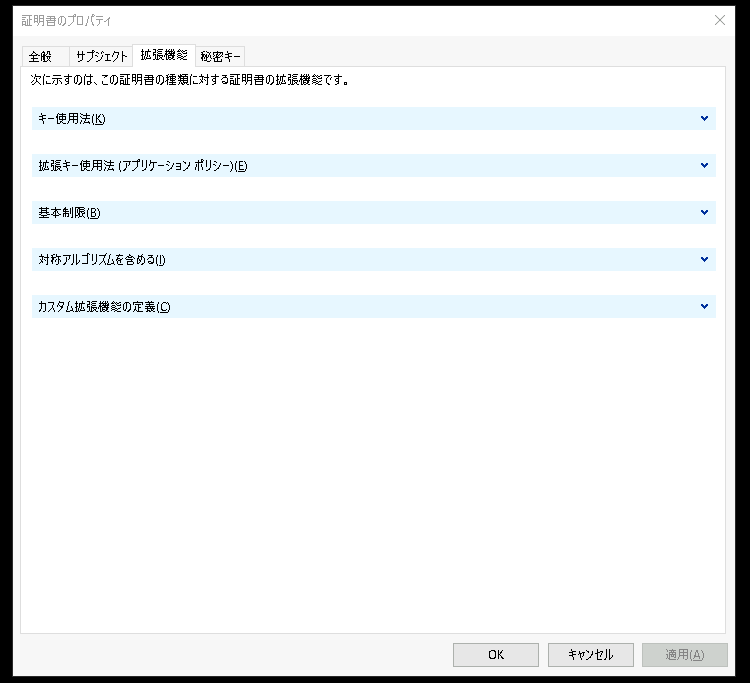 証明書のプロパティ
全般 サブジェクト 拡張機能 秘密キー
次に示すのは、この証明書の種類に対する証明書の拡張機能です。
キー使用法(K)
拡張キー使用法 (アプリケーション ポリシー)(E)
基本制限(B)
対称アルゴリズムを含める(I)
カスタム拡張機能の定義(C)
OK キャンセル 適用(A)